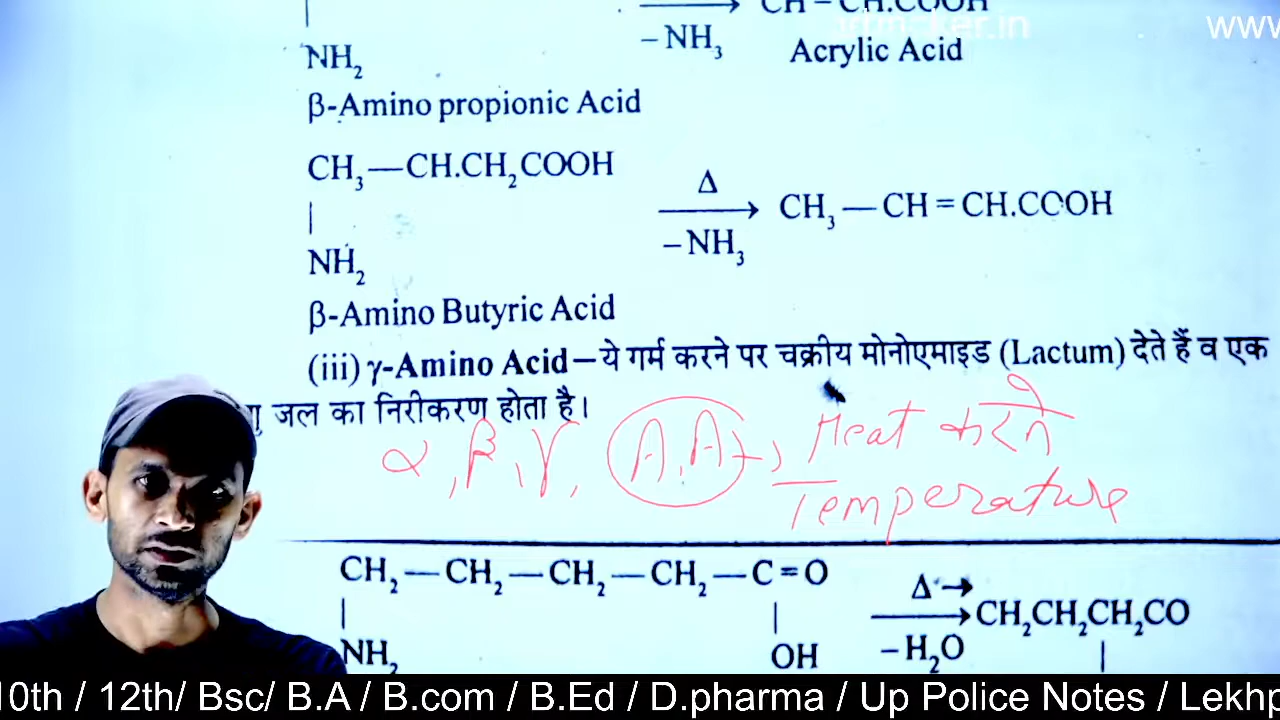 CH – CH.COOH
www
NH₂
–NH₃
Acrylic Acid
β-Amino propionic Acid
CH₃—CH.CH₂COOH
|
NH₂
Δ
–NH₃
CH₃ — CH = CH.COOH
β-Amino Butyric Acid
(iii) γ-Amino Acid – ये गर्म करने पर चक्रीय मोनोएमाइड (Lactum) देते हैं व एक
जल का निरीकरण होता है।
α, β, γ, A.A → Heat करने
Temperature
CH₂—CH₂—CH₂—CH₂—C=O
|
NH₂
|
OH
Δ →
–H₂O
CH₂CH₂CH₂CO
|
10th / 12th/ Bsc/ B.A / B.com / B.Ed / D.pharma / Up Police Notes / Lekhp